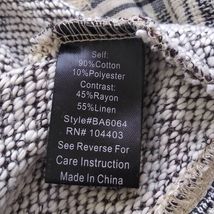 Self:
90%Cotton
10%Polyester
Contrast:
45%Rayon
55%Linen
Style#BA6064
RN# 104403
See Reverse For
Care Instruction
Made In China